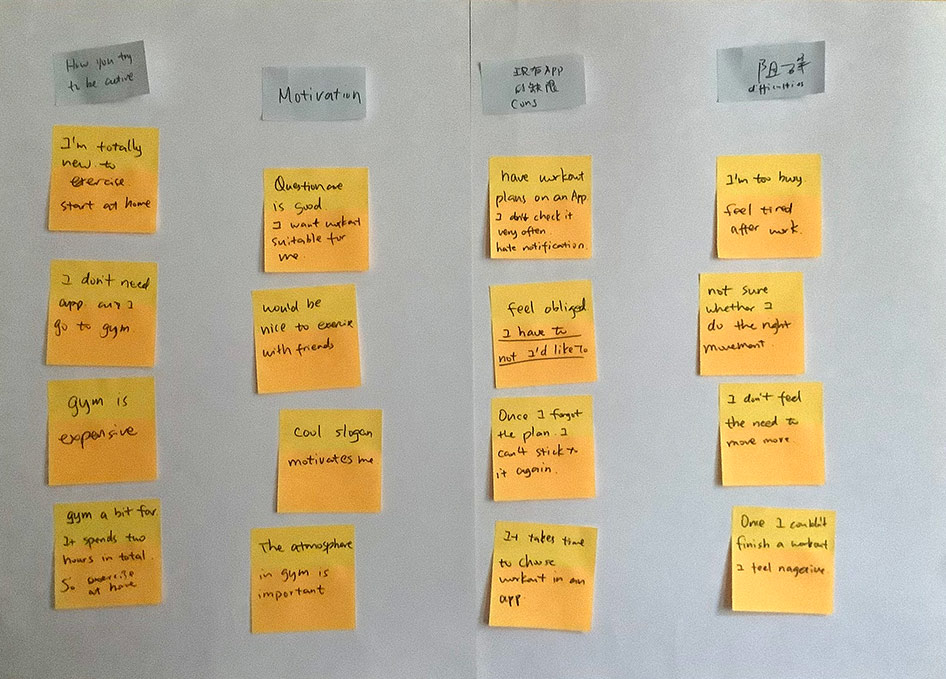 How you try
to be active
I'm totally
new to
exercise
start at home
I don't need
app. any I
go to gym
gym is
expensive
gym a bit far.
It spends two
hours in total.
So exercise
at home
Motivation
Questionare
is good
I want workout
suitable for
me.
would be
nice to exercise
with friends
cool slogan
motivates me
The atmosphere
in gym is
important
现有APP
的缺陷
cons
have workout
plans on an App.
I don't check it
very often.
hate notification.
feel obliged.
I have to
not I'd like to
Once I forgot
the plan. I
can't stick to
it again.
It takes time
to choose
workout in an
app
阻碍
difficulties
I'm too busy.
feel tired
after work.
not sure
whether I
do the right
movement.
I don't feel
the need to
move more
Once I couldn't
finish a workout
I feel nagative.